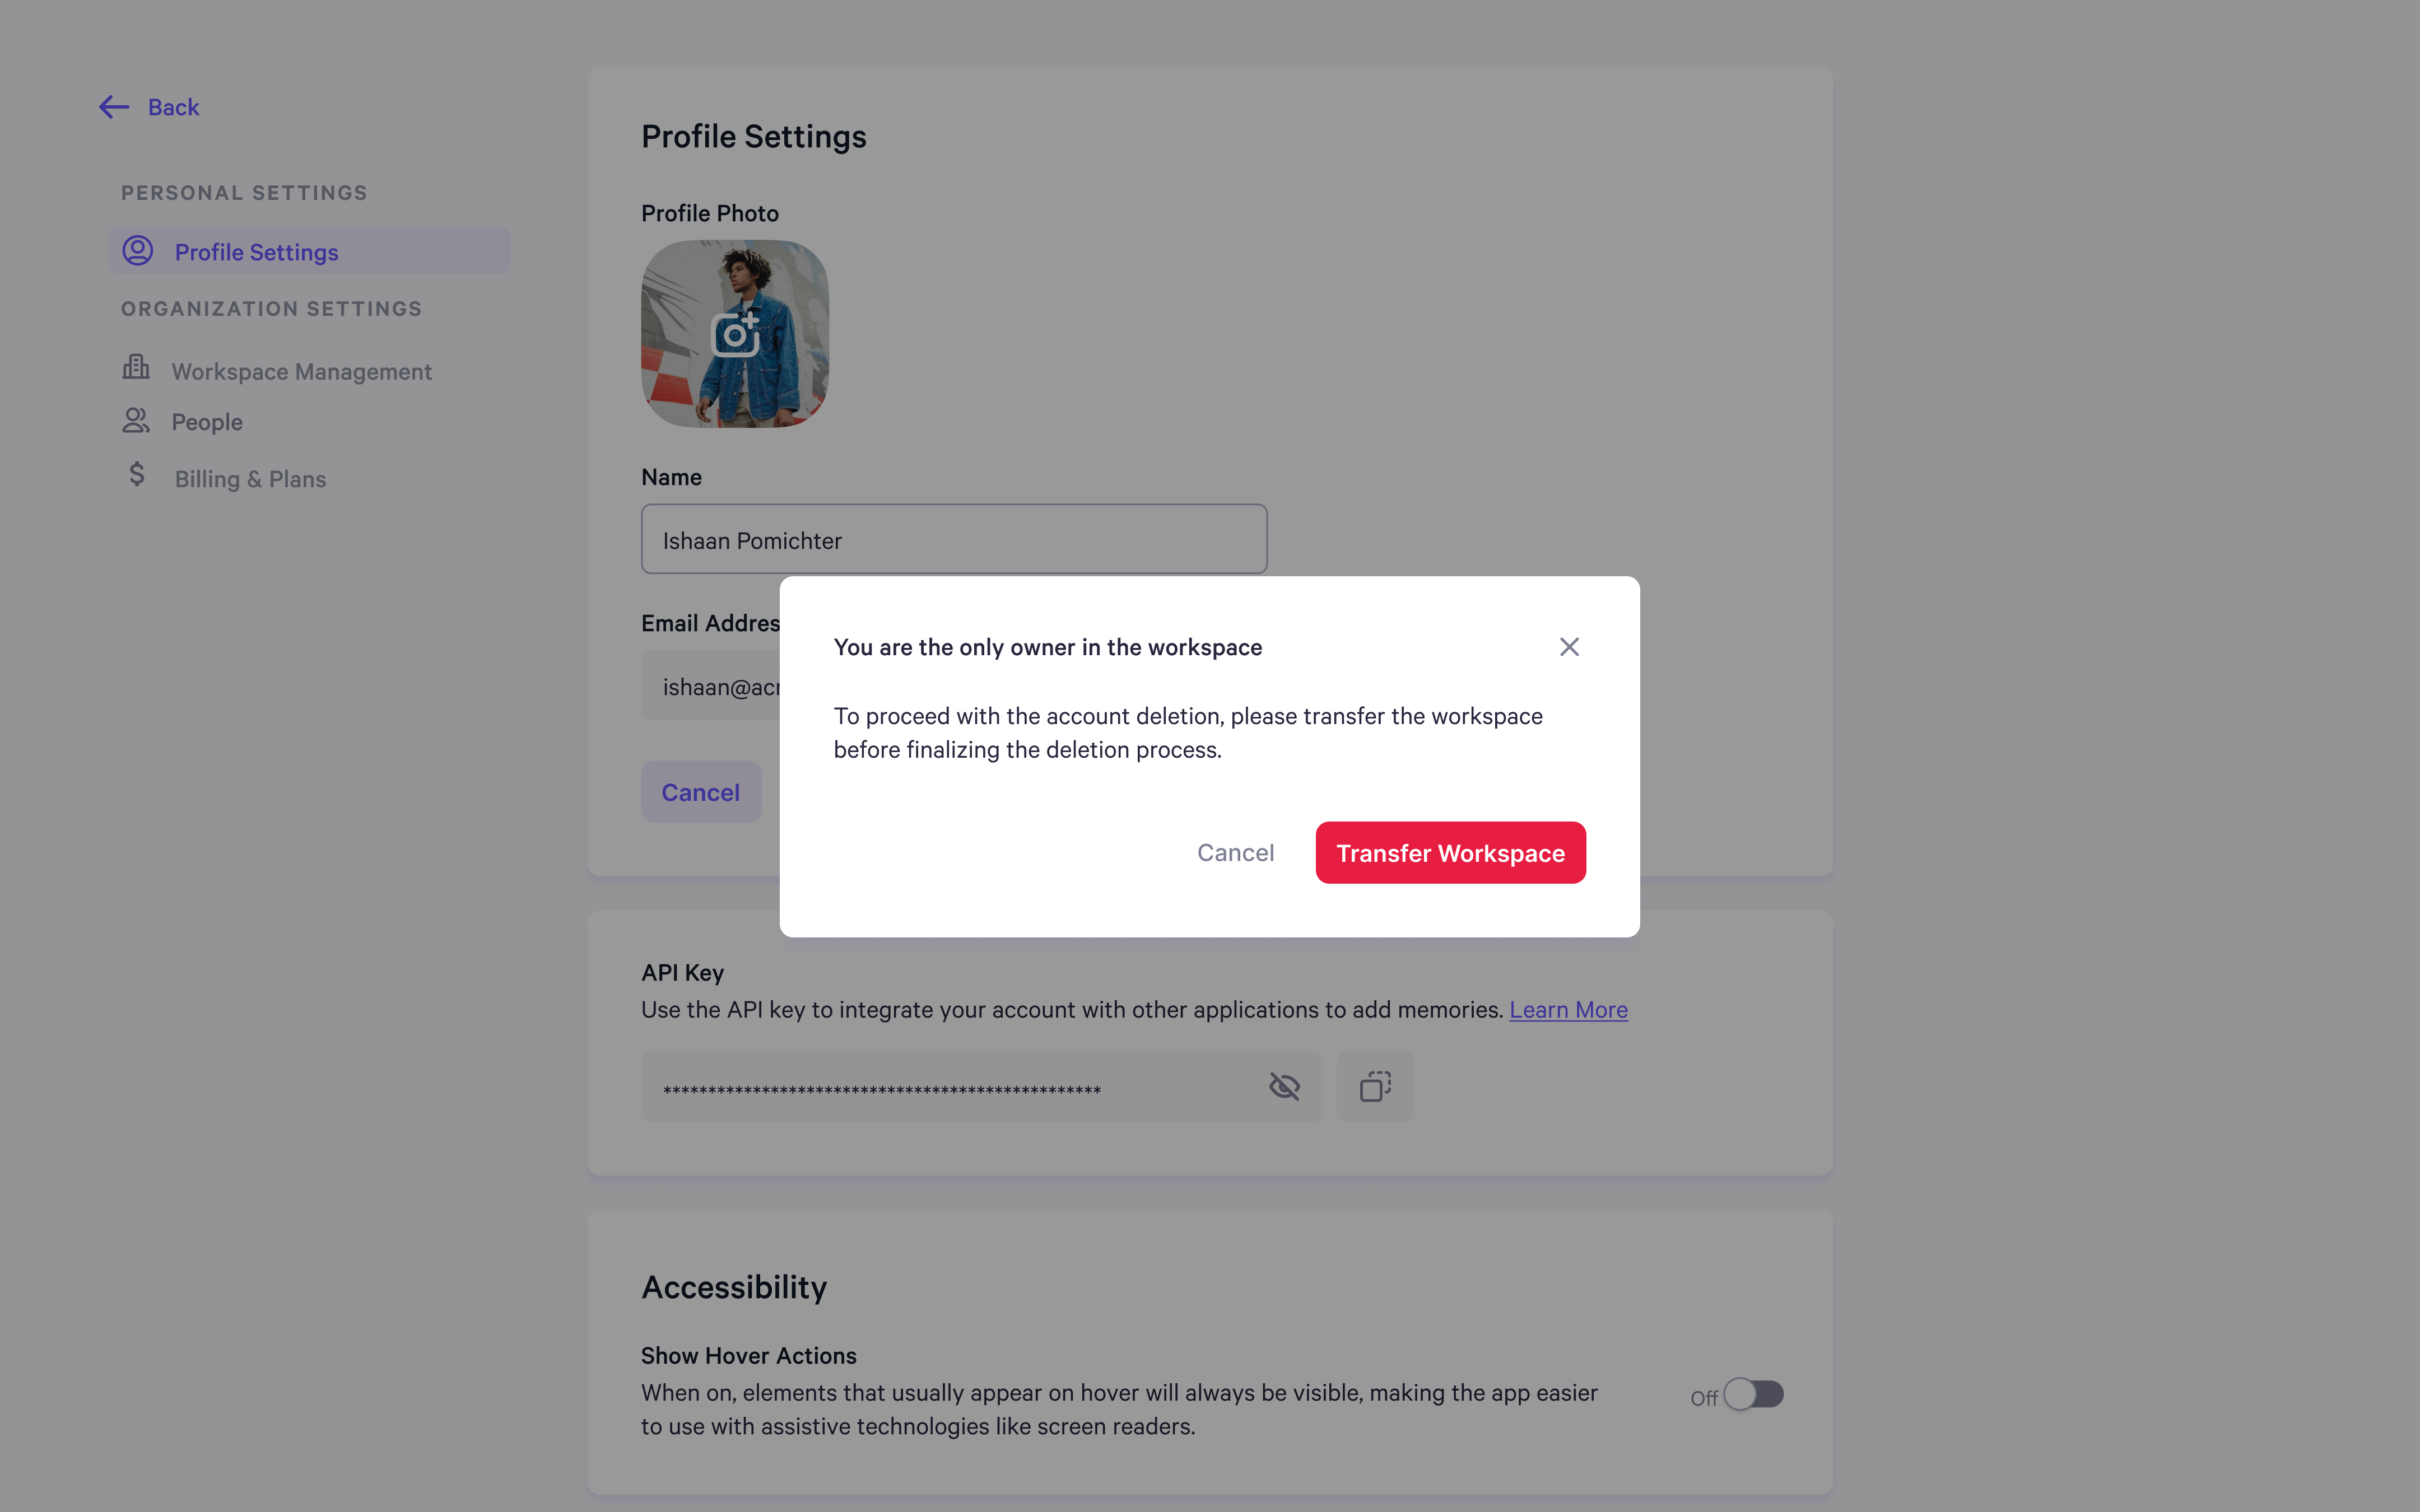 Back
PERSONAL SETTINGS
Profile Settings
ORGANIZATION SETTINGS
Workspace Management
People
Billing & Plans
Profile Settings
Profile Photo
Name
Ishaan Pomichter
Email Addres
ishaan@acr
Cancel
You are the only owner in the workspace
To proceed with the account deletion, please transfer the workspace
before finalizing the deletion process.
Cancel
Transfer Workspace
API Key
Use the API key to integrate your account with other applications to add memories. Learn More
*************************************************
Accessibility
Show Hover Actions
When on, elements that usually appear on hover will always be visible, making the app easier
to use with assistive technologies like screen readers.
Off